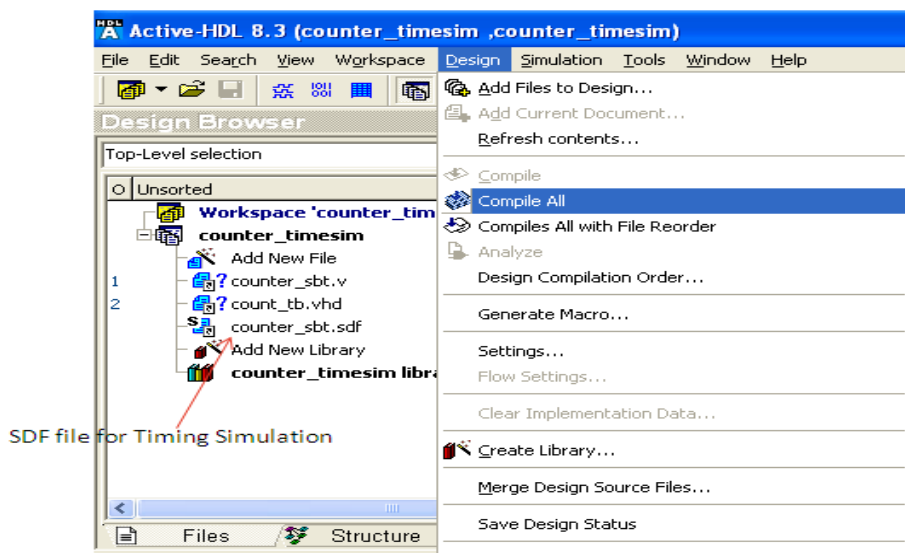 Active-HDL 8.3 (counter_timesim ,counter_timesim)
File Edit Search View Workspace Design Simulation Tools Window Help
Design Browser
Top-Level selection
O Unsorted
Workspace 'counter_tim
counter_timesim
Add New File
1 ? counter_sbt.v
2 ? count_tb.vhd
S counter_sbt.sdf
Add New Library
counter_timesim libra
SDF file for Timing Simulation
Files Structure
Add Files to Design...
Add Current Document...
Refresh contents...
Compile
Compile All
Compiles All with File Reorder
Analyze
Design Compilation Order...
Generate Macro...
Settings...
Flow Settings...
Clear Implementation Data...
Create Library...
Merge Design Source Files...
Save Design Status